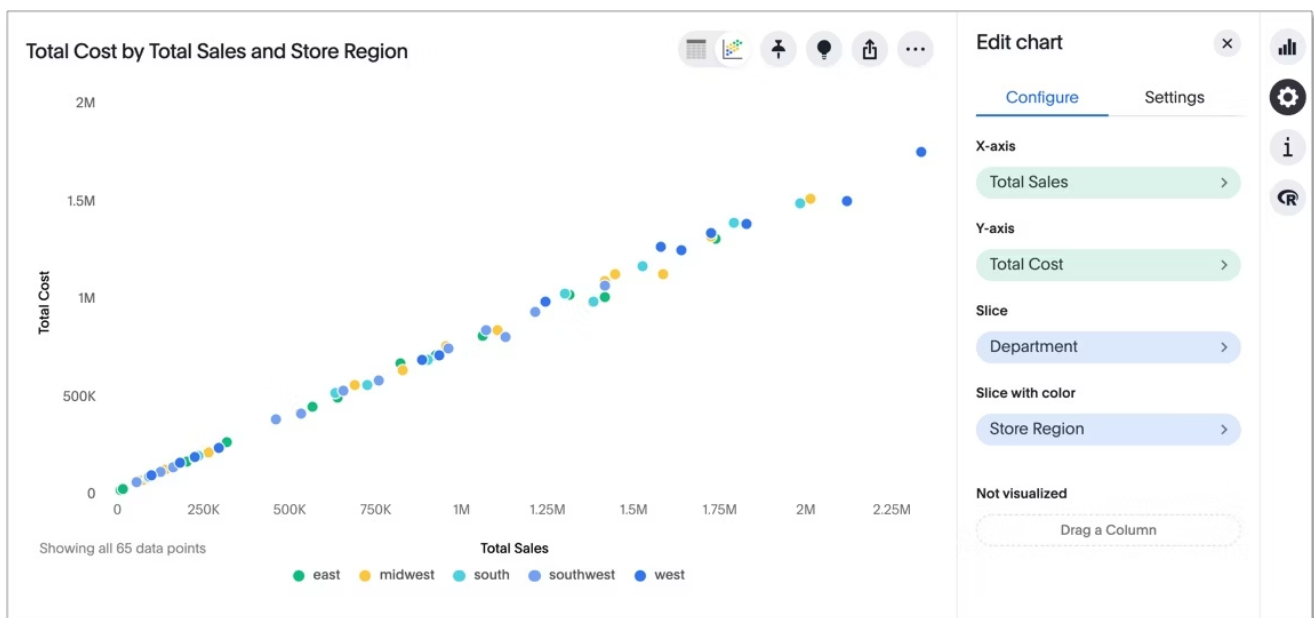 Total Cost by Total Sales and Store Region
2M
1.5M
1M
500K
0
Total Cost
0 250K 500K 750K 1M 1.25M 1.5M 1.75M 2M 2.25M
Showing all 65 data points
Total Sales
east midwest south southwest west
Edit chart
Configure Settings
X-axis
Total Sales
Y-axis
Total Cost
Slice
Department
Slice with color
Store Region
Not visualized
Drag a Column
i
R